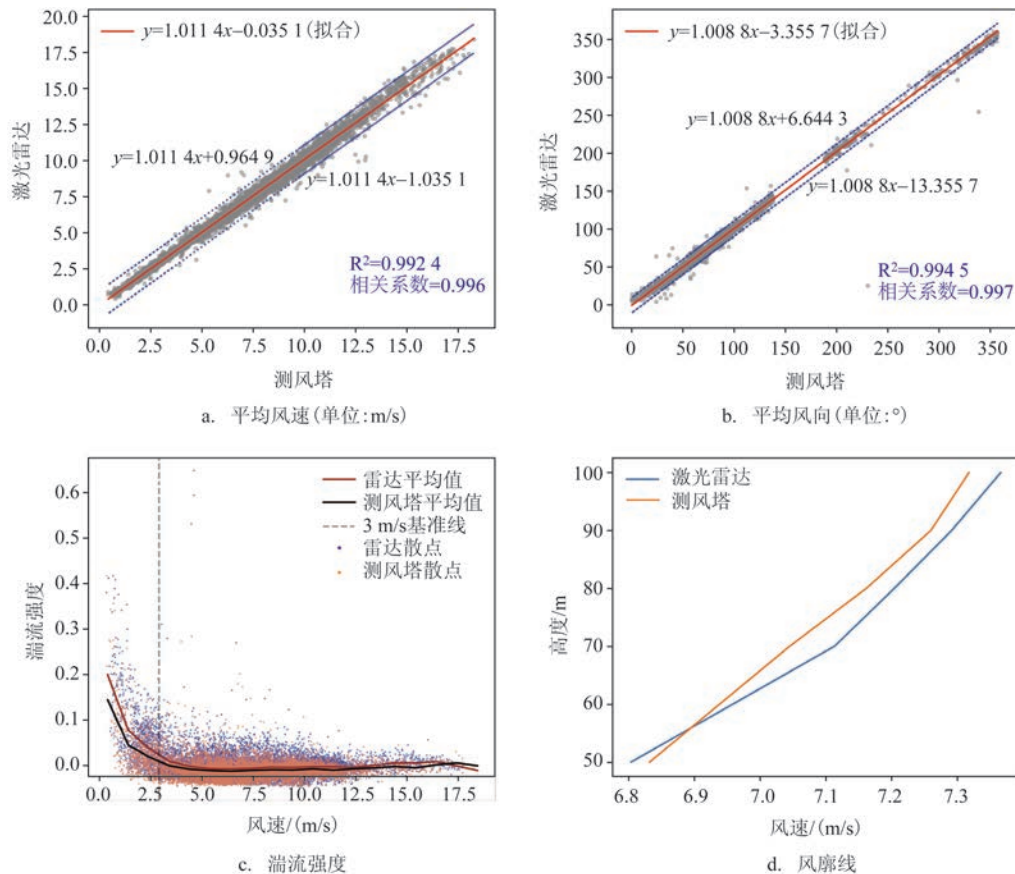 y=1.011 4x−0.035 1(拟合)
20.0
17.5
15.0
12.5
10.0
7.5
5.0
2.5
0.0
激光雷达
y=1.011 4x+0.964 9
y=1.011 4x−1.035 1
R²=0.992 4
相关系数=0.996
0.0 2.5 5.0 7.5 10.0 12.5 15.0 17.5
测风塔
a. 平均风速(单位:m/s)
y=1.008 8x−3.355 7(拟合)
350
300
250
200
150
100
50
0
激光雷达
y=1.008 8x+6.644 3
y=1.008 8x−13.355 7
R²=0.994 5
相关系数=0.997
0 50 100 150 200 250 300 350
测风塔
b. 平均风向(单位:°)
雷达平均值
测风塔平均值
3 m/s基准线
雷达散点
测风塔散点
0.6
0.5
0.4
0.3
0.2
0.1
0.0
湍流强度
0.0 2.5 5.0 7.5 10.0 12.5 15.0 17.5
风速/(m/s)
c. 湍流强度
激光雷达
测风塔
100
90
80
70
60
50
高度/m
6.8 6.9 7.0 7.1 7.2 7.3
风速/(m/s)
d. 风廓线